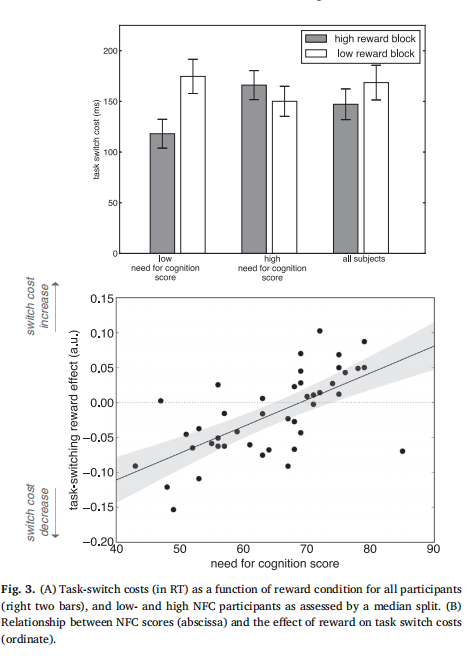 high reward block
low reward block
200
150
100
50
0
task switch cost (ms)
low
need for cognition
score
high
need for cognition
score
all subjects
switch cost
increase
switch cost
decrease
task-switching reward effect (a.u.)
0.15
0.10
0.05
0.00
−0.05
−0.10
−0.15
−0.20
40 50 60 70 80 90
need for cognition score
Fig. 3. (A) Task-switch costs (in RT) as a function of reward condition for all participants
(right two bars), and low- and high NFC participants as assessed by a median split. (B)
Relationship between NFC scores (abscissa) and the effect of reward on task switch costs
(ordinate).